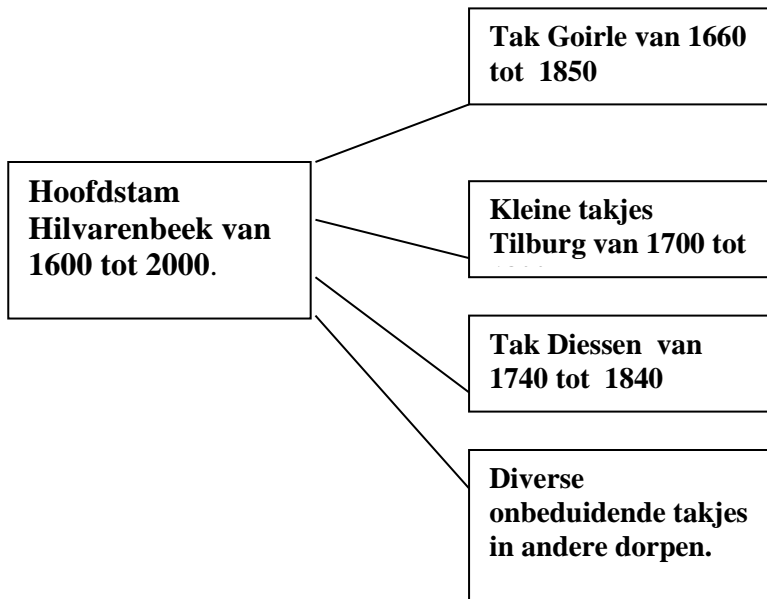 Tak Goirle van 1660
tot 1850
Hoofdstam
Hilvarenbeek van
1600 tot 2000.
Kleine takjes
Tilburg van 1700 tot
Tak Diessen van
1740 tot 1840
Diverse
onbeduidende takjes
in andere dorpen.